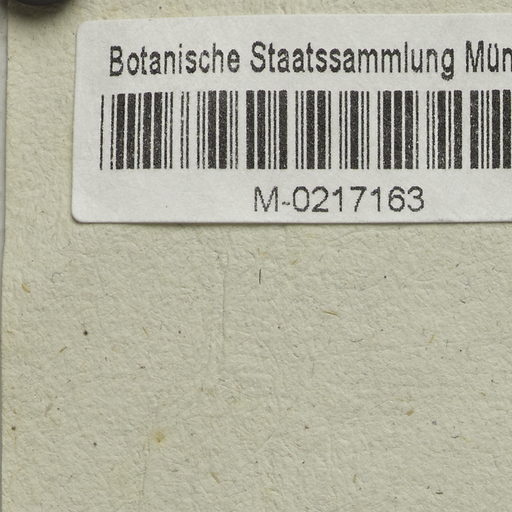 Botanische Staatssammlung Mün
M-0217163